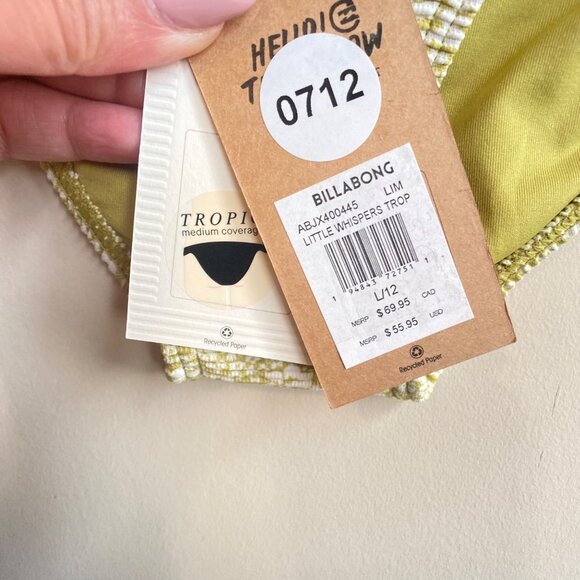 0712
TROPIC
medium coverag
Recycled Paper
BILLABONG
ABJX400445 LIM
LITTLE WHISPERS TROP
1 94843 72751 1
L/12
MSRP $69.95 CAD
MSRP $55.95 USD
Recycled Paper